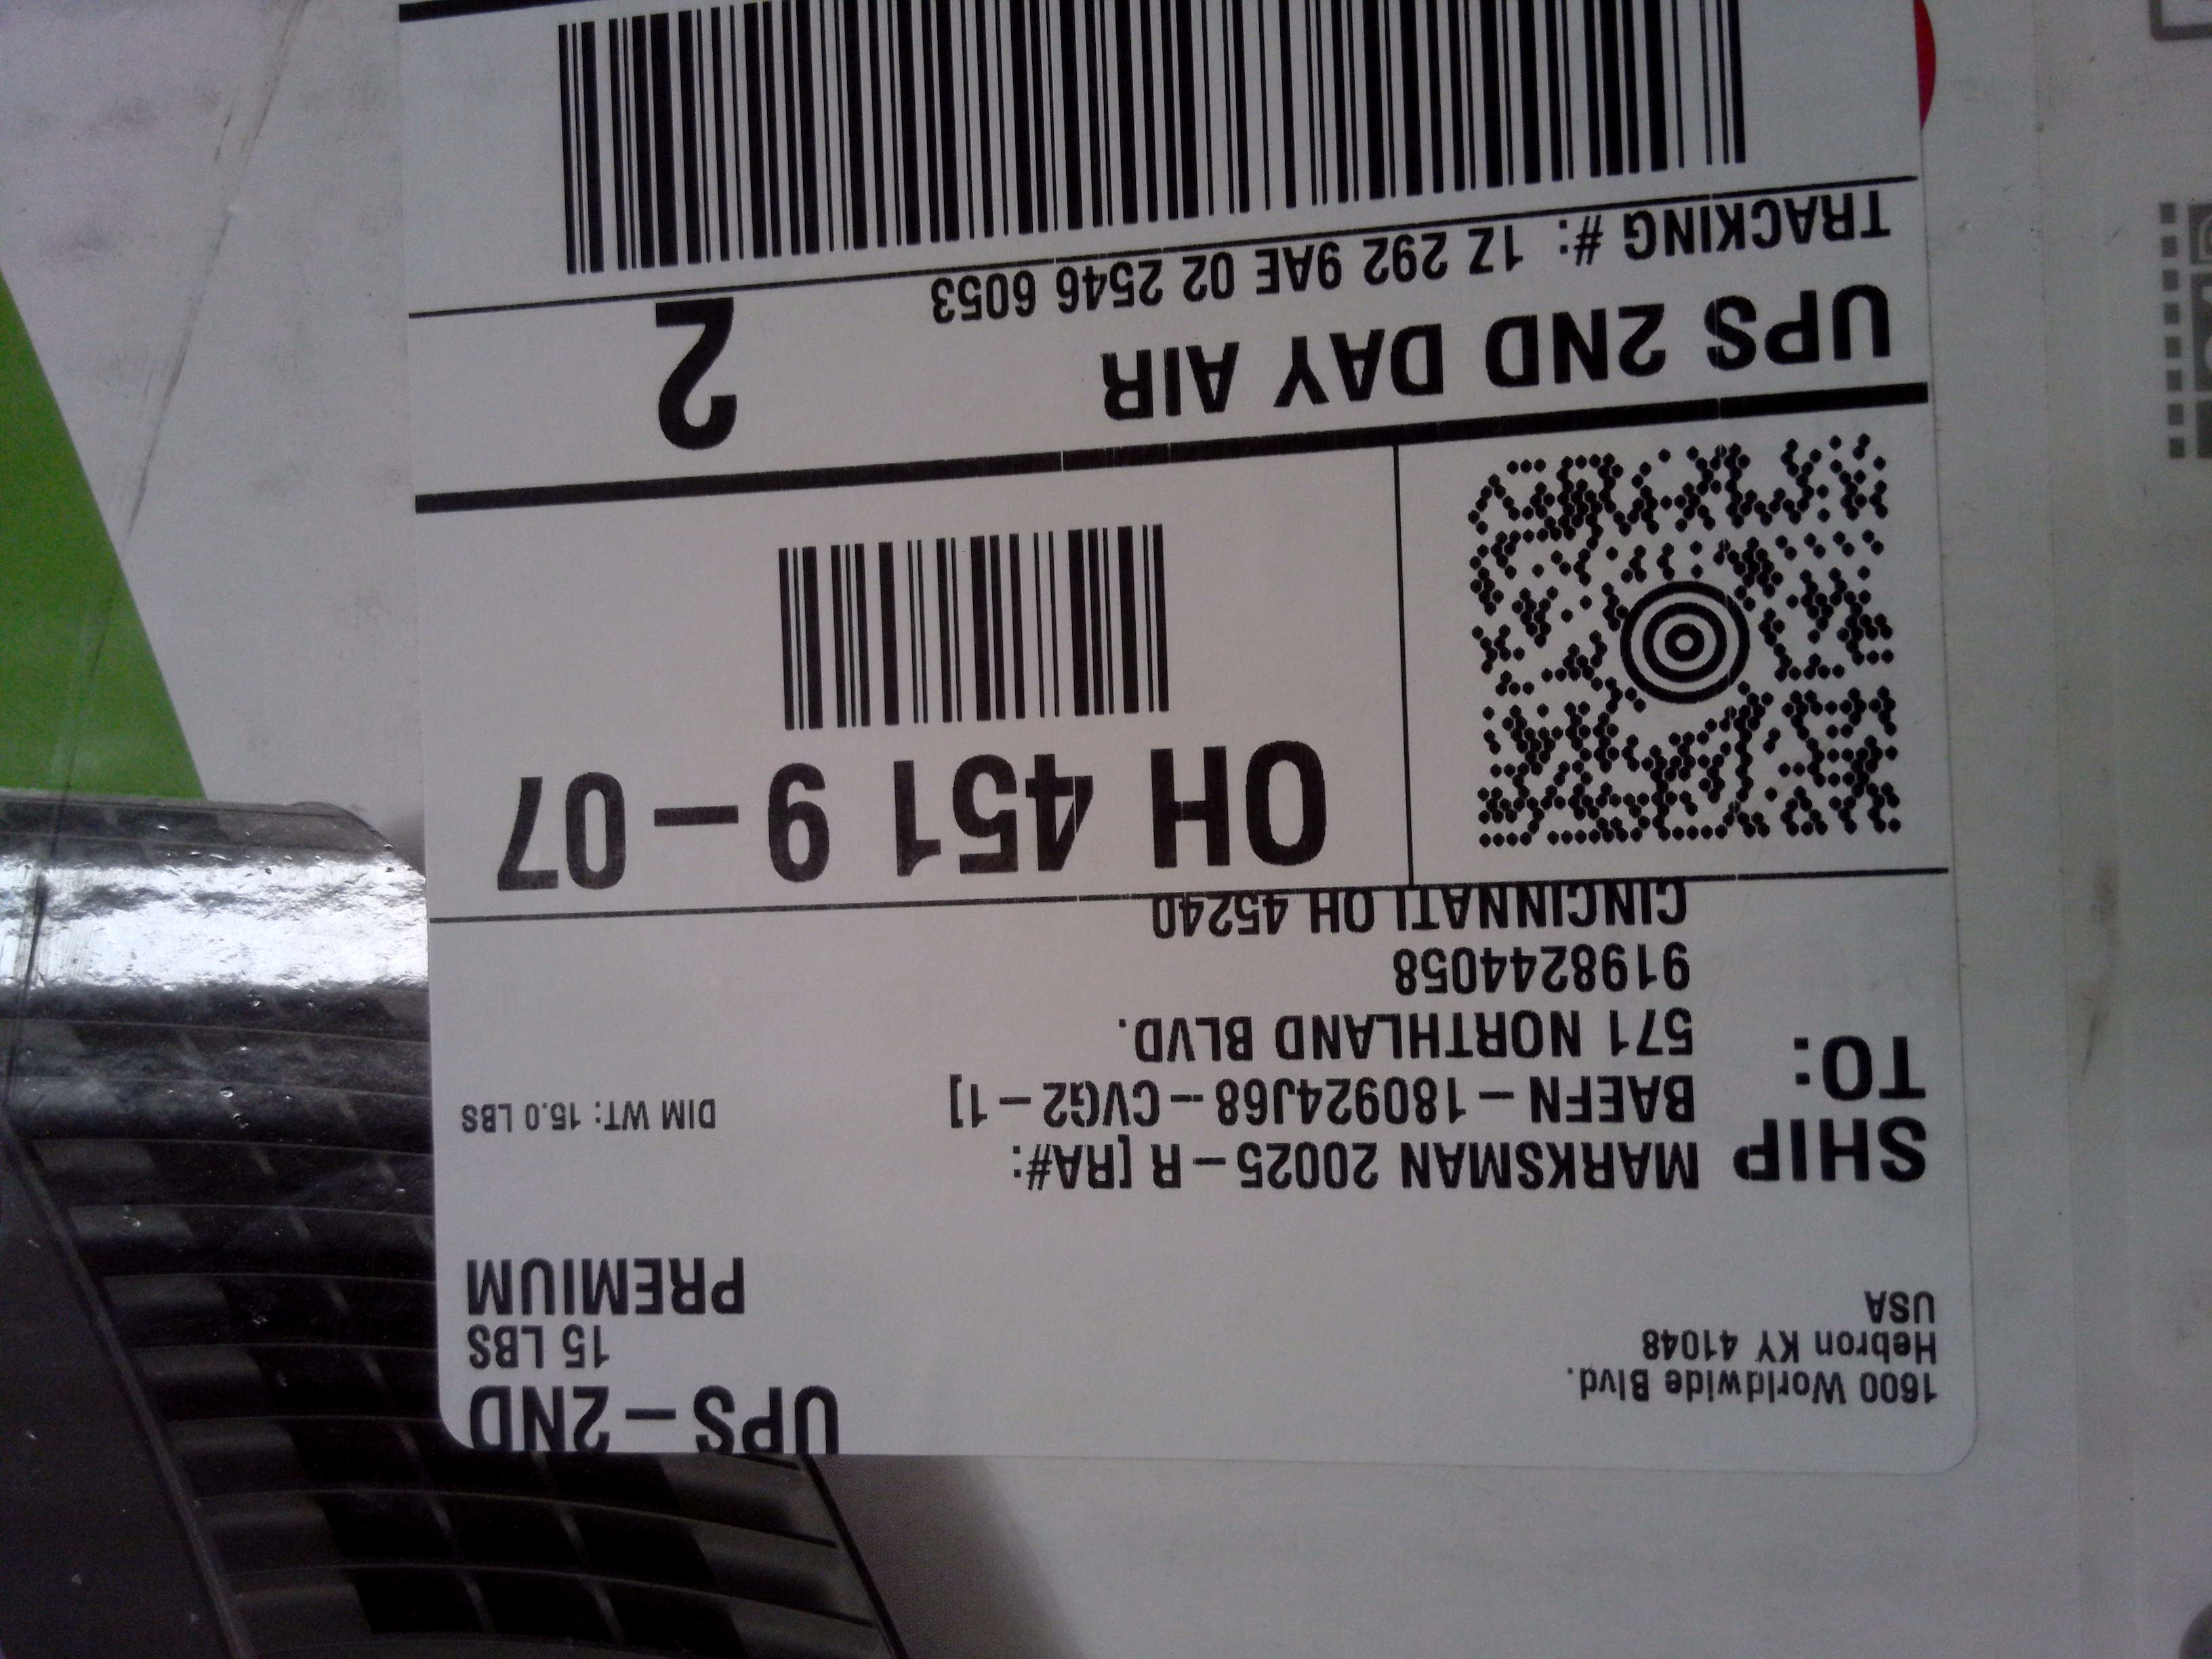 UPS-2ND
1600 Worldwide Blvd.
15 LBS
Hebron KY 41048
PREMIUM
USA
SHIP
TO:
MARKSMAN 20025-R [RA#:
BAEFN-180924J68--CVG2-1]
DIM WT: 15.0 LBS
571 NORTHLAND BLVD.
9198244058
CINCINNATI OH 45240
OH 451 9-07
UPS 2ND DAY AIR
2
TRACKING #: 1Z 292 9AE 02 2546 6053